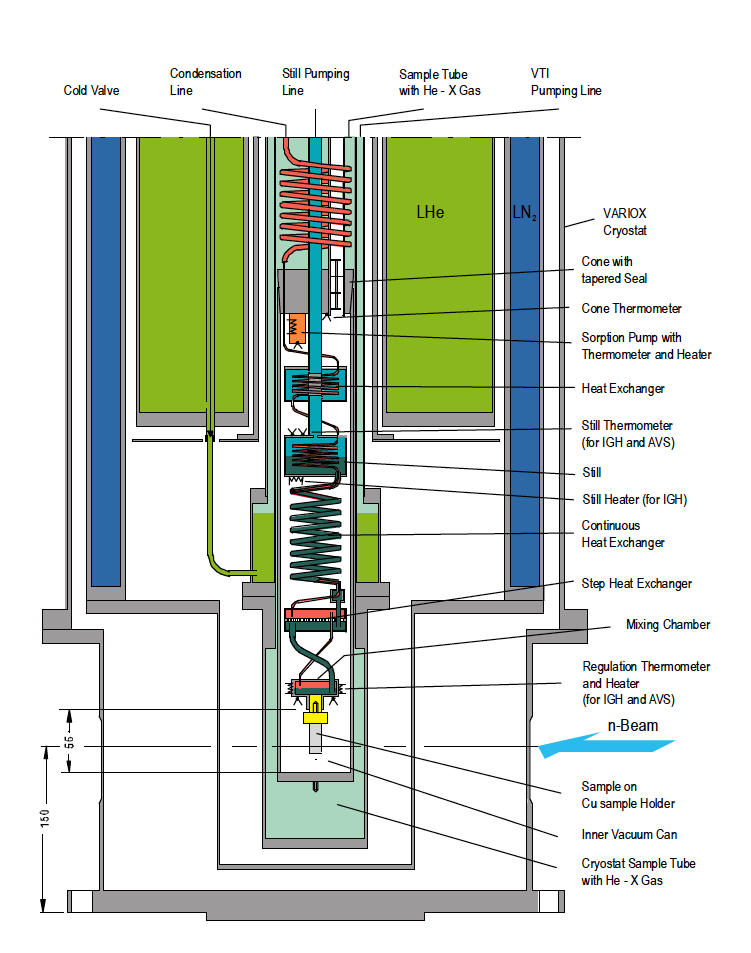 Cold Valve
Condensation
Line
Still Pumping
Line
Sample Tube
with He - X Gas
VTI
Pumping Line
LHe
LN2
VARIOX
Cryostat
Cone with
tapered Seal
Cone Thermometer
Sorption Pump with
Thermometer and Heater
Heat Exchanger
Still Thermometer
(for IGH and AVS)
Still
Still Heater (for IGH)
Continuous
Heat Exchanger
Step Heat Exchanger
Mixing Chamber
Regulation Thermometer
and Heater
(for IGH and AVS)
n-Beam
55
150
Sample on
Cu sample Holder
Inner Vacuum Can
Cryostat Sample Tube
with He - X Gas